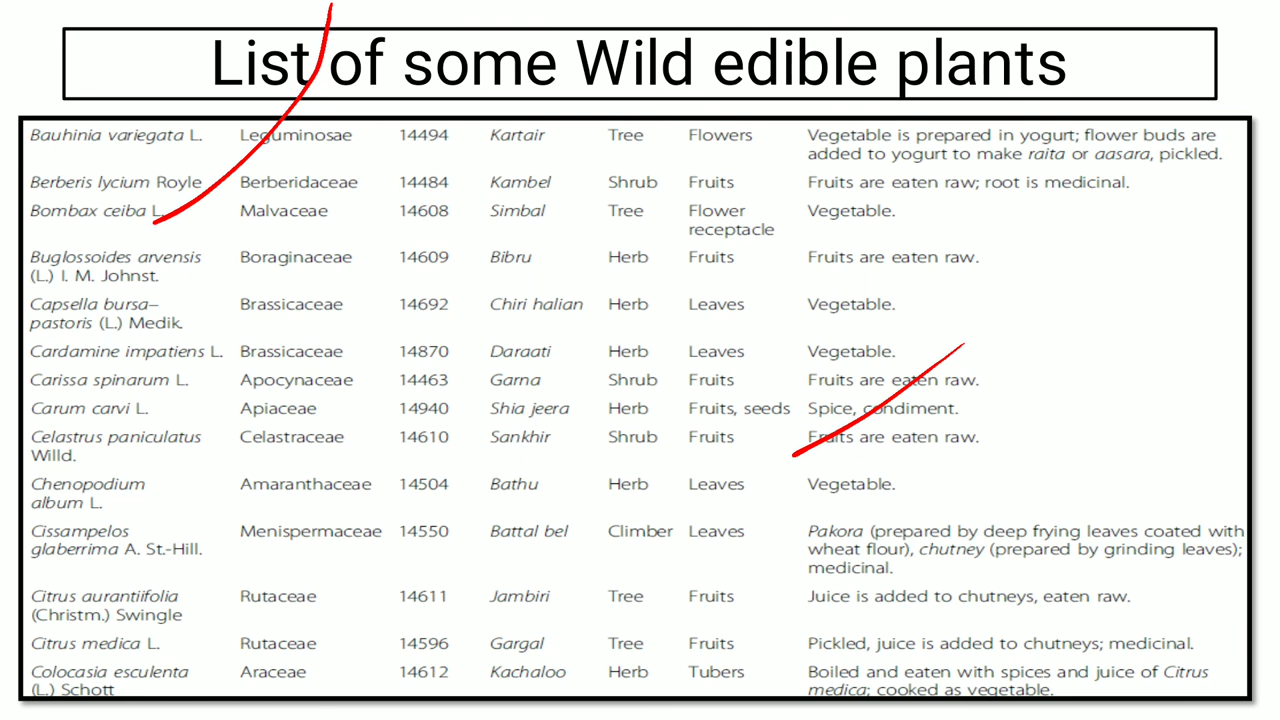 List of some Wild edible plants
Bauhinia variegata L. Leguminosae 14494 Kartair Tree Flowers Vegetable is prepared in yogurt; flower buds are
added to yogurt to make raita or aasara, pickled.
Berberis lycium Royle Berberidaceae 14484 Kambel Shrub Fruits Fruits are eaten raw; root is medicinal.
Bombax ceiba L. Malvaceae 14608 Simbal Tree Flower Vegetable.
receptacle
Buglossoides arvensis Boraginaceae 14609 Bibru Herb Fruits Fruits are eaten raw.
(L.) I. M. Johnst.
Capsella bursa– Brassicaceae 14692 Chiri halian Herb Leaves Vegetable.
pastoris (L.) Medik.
Cardamine impatiens L. Brassicaceae 14870 Daraati Herb Leaves Vegetable.
Carissa spinarum L. Apocynaceae 14463 Garna Shrub Fruits Fruits are eaten raw.
Carum carvi L. Apiaceae 14940 Shia jeera Herb Fruits, seeds Spice, condiment.
Celastrus paniculatus Celastraceae 14610 Sankhir Shrub Fruits Fruits are eaten raw.
Willd.
Chenopodium Amaranthaceae 14504 Bathu Herb Leaves Vegetable.
album L.
Cissampelos Menispermaceae 14550 Battal bel Climber Leaves Pakora (prepared by deep frying leaves coated with
glaberrima A. St.-Hill. wheat flour), chutney (prepared by grinding leaves);
medicinal.
Citrus aurantiifolia Rutaceae 14611 Jambiri Tree Fruits Juice is added to chutneys, eaten raw.
(Christm.) Swingle
Citrus medica L. Rutaceae 14596 Gargal Tree Fruits Pickled, juice is added to chutneys; medicinal.
Colocasia esculenta Araceae 14612 Kachaloo Herb Tubers Boiled and eaten with spices and juice of Citrus
(L.) Schott medica; cooked as vegetable.